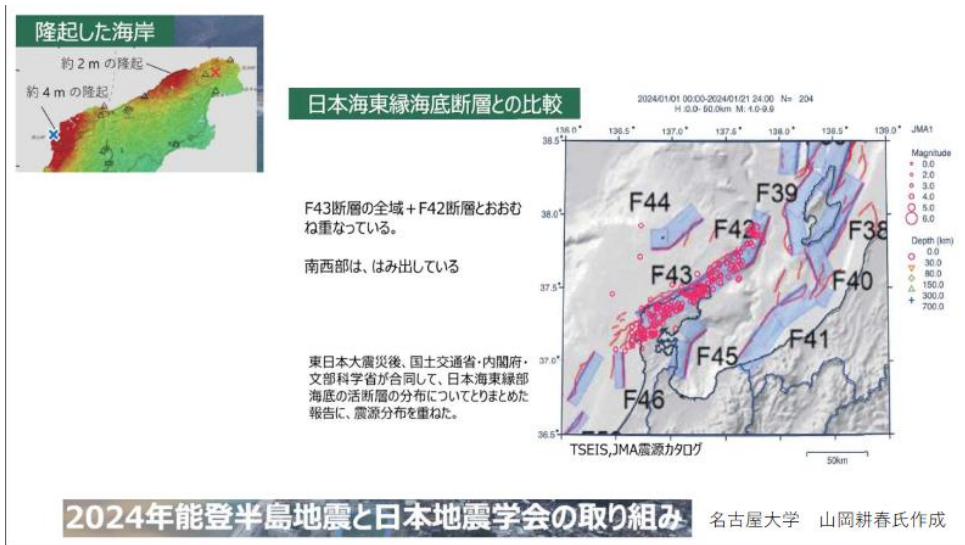 隆起した海岸
約2mの隆起
約4mの隆起
日本海東縁海底断層との比較
F43断層の全域+F42断層とおおむ
ね重なっている。
南西部は、はみ出している
東日本大震災後、国土交通省・内閣府・
文部科学省が合同して、日本海東縁部
海底の活断層の分布についてとりまとめた
報告に、震源分布を重ねた。
2024/01/01 00:00-2024/01/21 24:00 N= 204
H:0.0- 60.0km M:-1.0-9.9
136.0° 136.5° 137.0° 137.5° 138.0° 138.5° 139.0° JMA1
38.5°
38.0°
37.5°
37.0°
36.5°
F44
F39
F42
F38
F43
F40
F41
F45
F46
Magnitude
0.0
2.0
3.0
4.0
5.0
6.0
Depth (km)
0.0
30.0
80.0
150.0
300.0
700.0
TSEIS,JMA震源カタログ
50km
2024年能登半島地震と日本地震学会の取り組み
名古屋大学 山岡耕春氏作成